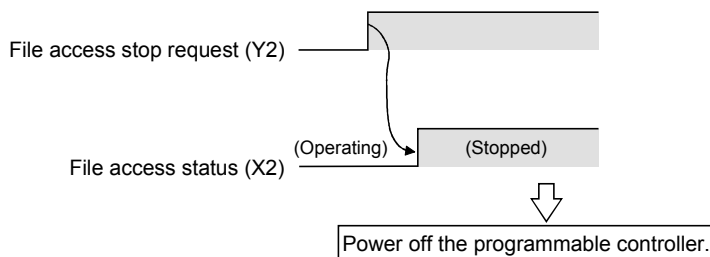 File access stop request (Y2)
(Operating) (Stopped)
File access status (X2)
Power off the programmable controller.